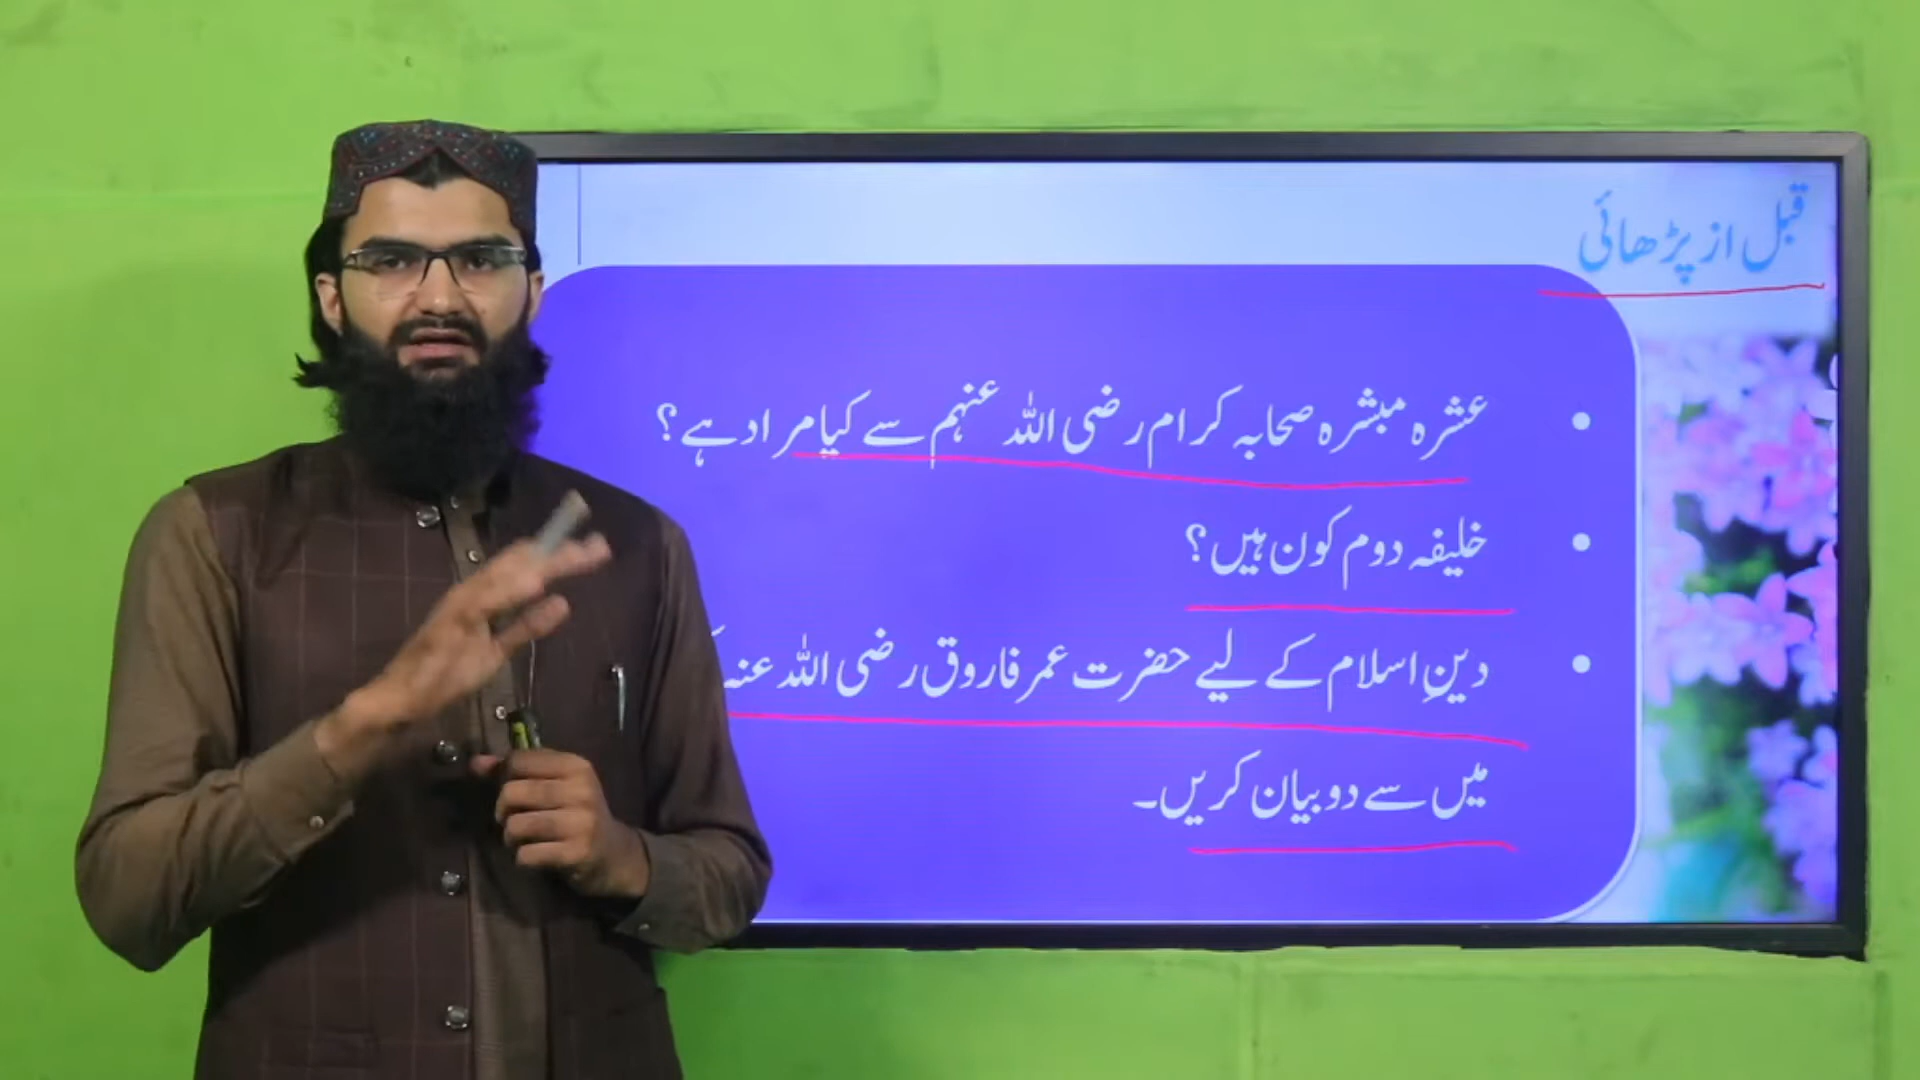 قبل از پڑھائی
عشرہ مبشرہ صحابہ کرام رضی اللہ عنہم سے کیا مراد ہے؟
خلیفہ دوم کون ہیں؟
دینِ اسلام کے لیے حضرت عمر فاروق رضی اللہ عنہ
میں سے دو بیان کریں۔